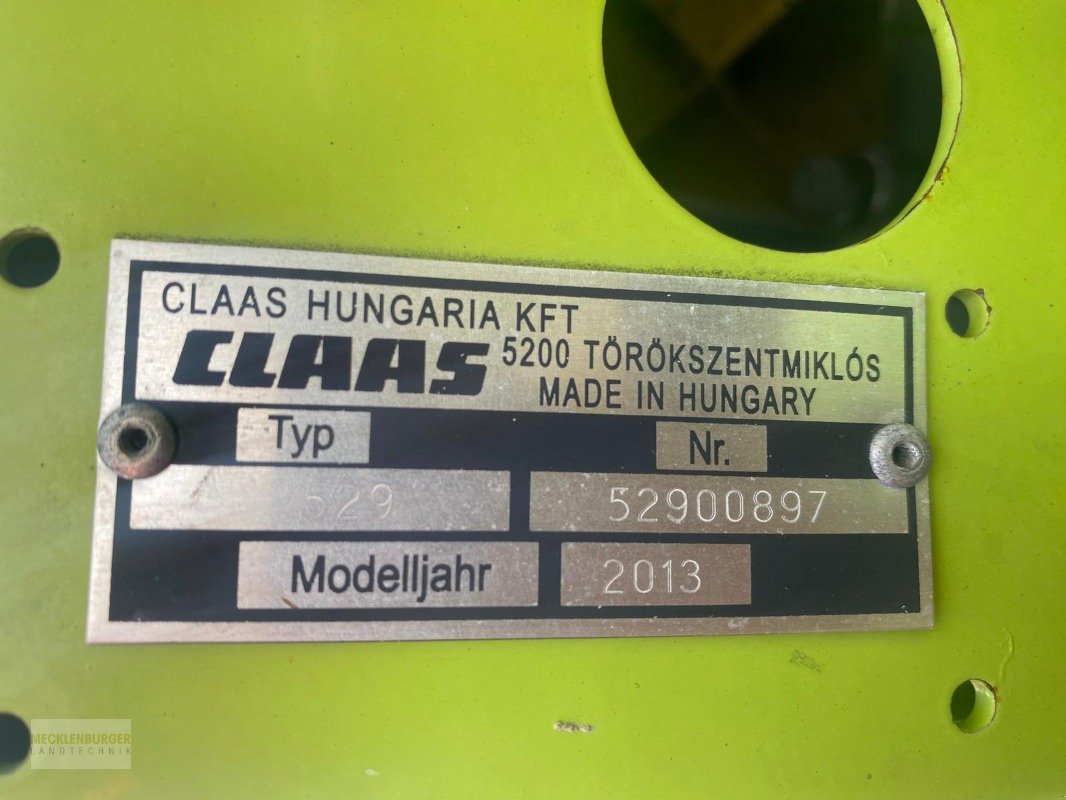 CLAAS HUNGARIA KFT
CLAAS 5200 TÖRÖKSZENTMIKLÓS
MADE IN HUNGARY
Typ Nr.
529 52900897
Modelljahr 2013
MECKLENBURGER
LANDTECHNIK